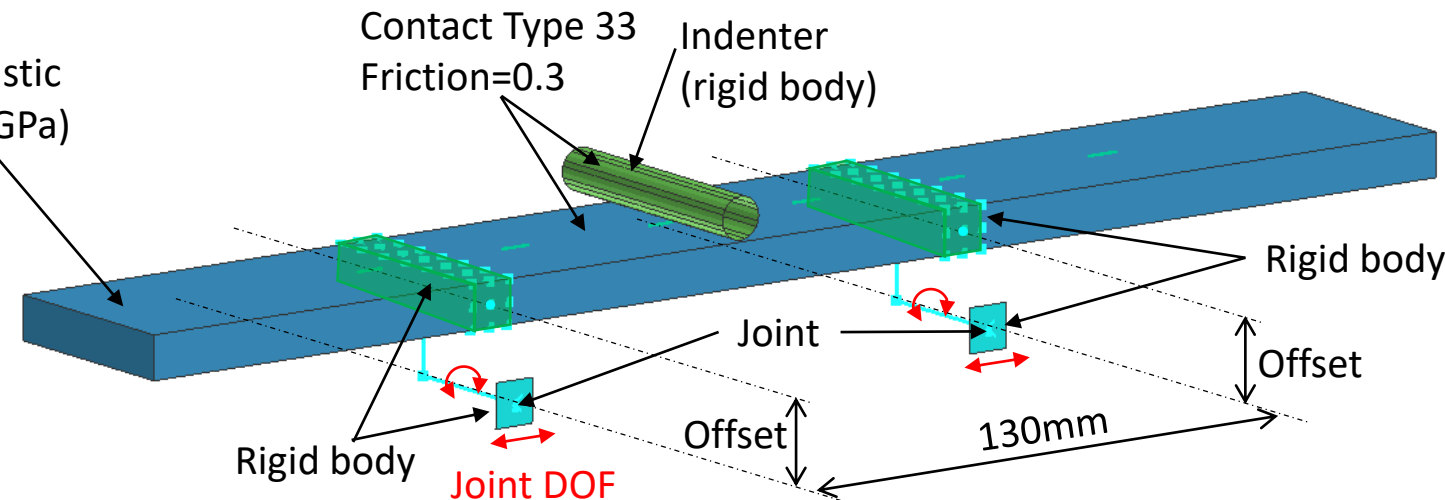 Contact Type 33
Friction=0.3
Indenter
(rigid body)
stic
GPa)
Rigid body
Joint
Offset
Offset
130mm
Rigid body
Joint DOF